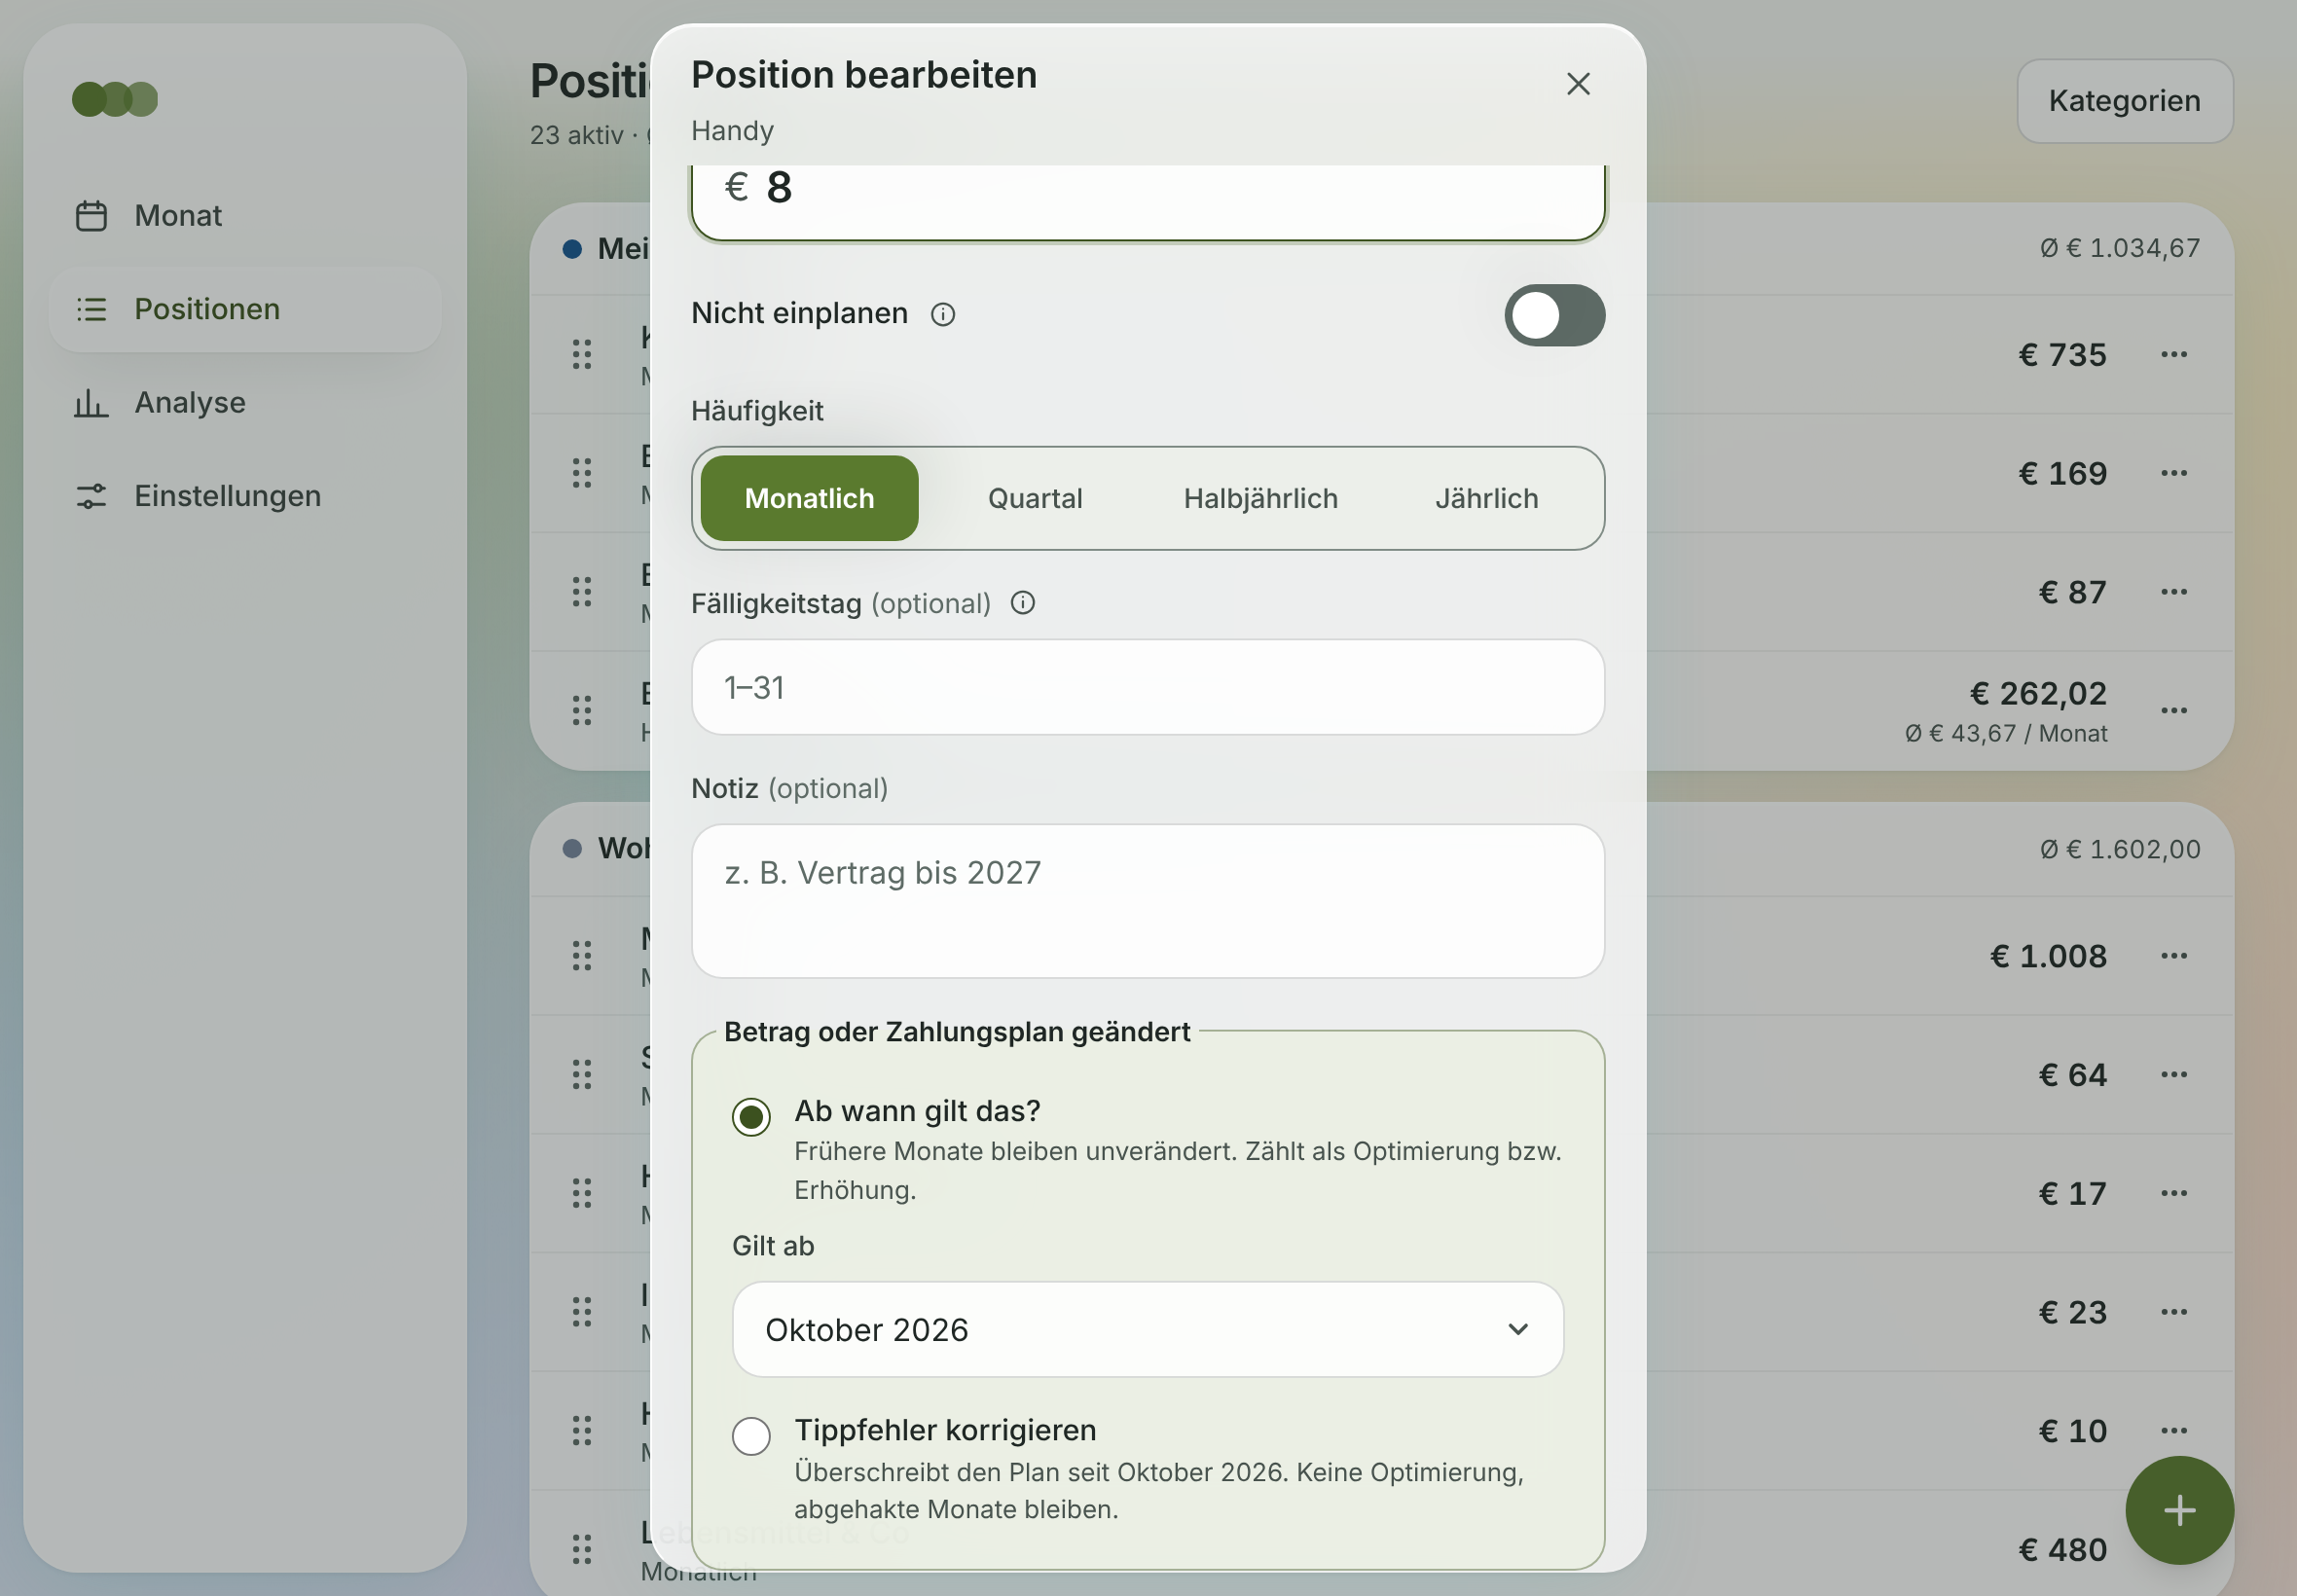 Monat
Positionen
Analyse
Einstellungen
23 aktiv ·
Kategorien
Ø € 1.034,67
€ 735
€ 169
€ 87
€ 262,02
Ø € 43,67 / Monat
Ø € 1.602,00
€ 1.008
€ 64
€ 17
€ 23
€ 10
Lebensmittel & Co
Monatlich
€ 480
Position bearbeiten
Handy
€ 8
Nicht einplanen
Häufigkeit
Monatlich Quartal Halbjährlich Jährlich
Fälligkeitstag (optional)
1–31
Notiz (optional)
z. B. Vertrag bis 2027
Betrag oder Zahlungsplan geändert
Ab wann gilt das?
Frühere Monate bleiben unverändert. Zählt als Optimierung bzw.
Erhöhung.
Gilt ab
Oktober 2026
Tippfehler korrigieren
Überschreibt den Plan seit Oktober 2026. Keine Optimierung,
abgehakte Monate bleiben.